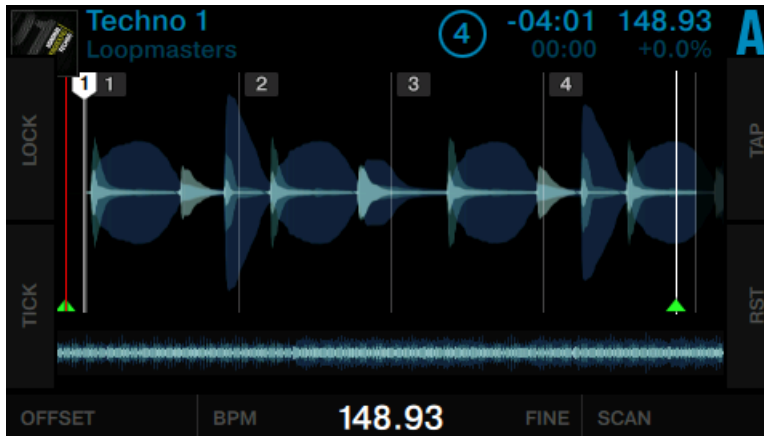 Techno 1
Loopmasters
4
-04:01 148.93
00:00 +0.0%
A
LOCK
TICK
1 1 2 3 4
TAP
RST
OFFSET BPM 148.93 FINE SCAN